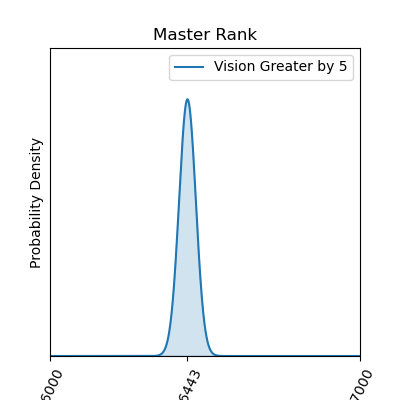 Master Rank
Vision Greater by 5
Probability Density
6000
6443
7000